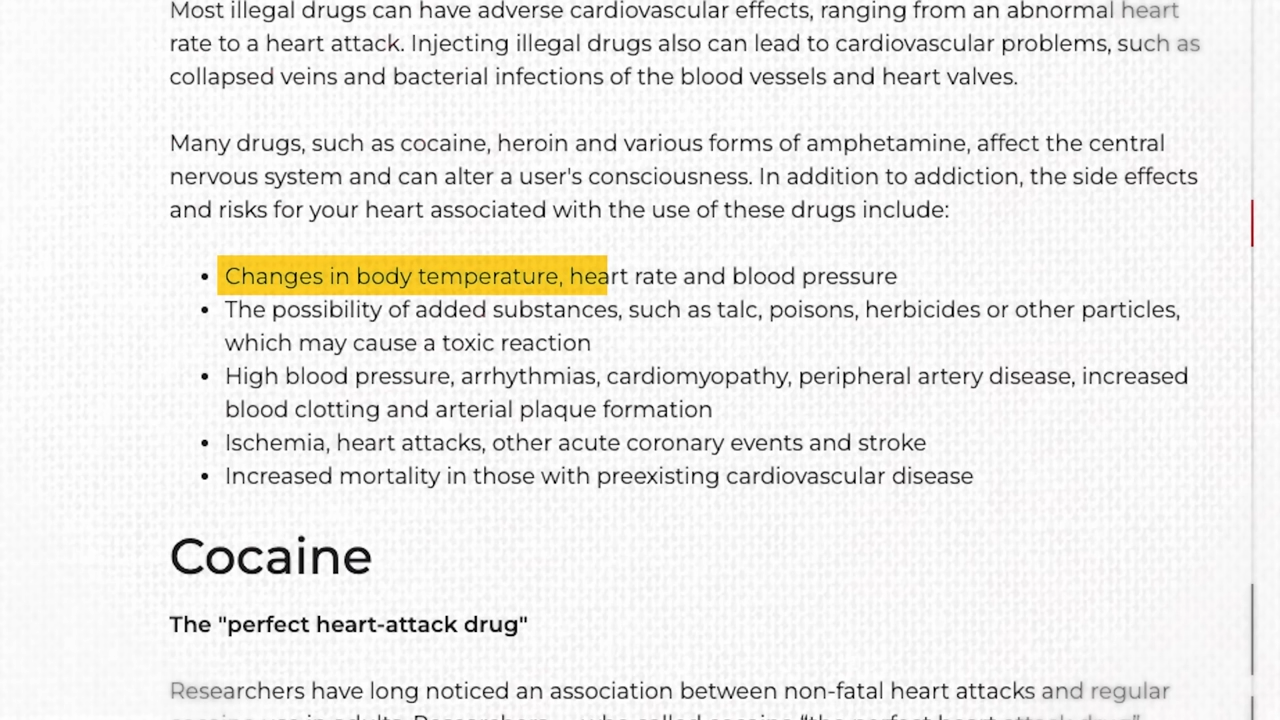 Most illegal drugs can have adverse cardiovascular effects, ranging from an abnormal heart
rate to a heart attack. Injecting illegal drugs also can lead to cardiovascular problems, such as
collapsed veins and bacterial infections of the blood vessels and heart valves.
Many drugs, such as cocaine, heroin and various forms of amphetamine, affect the central
nervous system and can alter a user's consciousness. In addition to addiction, the side effects
and risks for your heart associated with the use of these drugs include:
• Changes in body temperature, heart rate and blood pressure
• The possibility of added substances, such as talc, poisons, herbicides or other particles,
which may cause a toxic reaction
• High blood pressure, arrhythmias, cardiomyopathy, peripheral artery disease, increased
blood clotting and arterial plaque formation
• Ischemia, heart attacks, other acute coronary events and stroke
• Increased mortality in those with preexisting cardiovascular disease
Cocaine
The "perfect heart-attack drug"
Researchers have long noticed an association between non-fatal heart attacks and regular